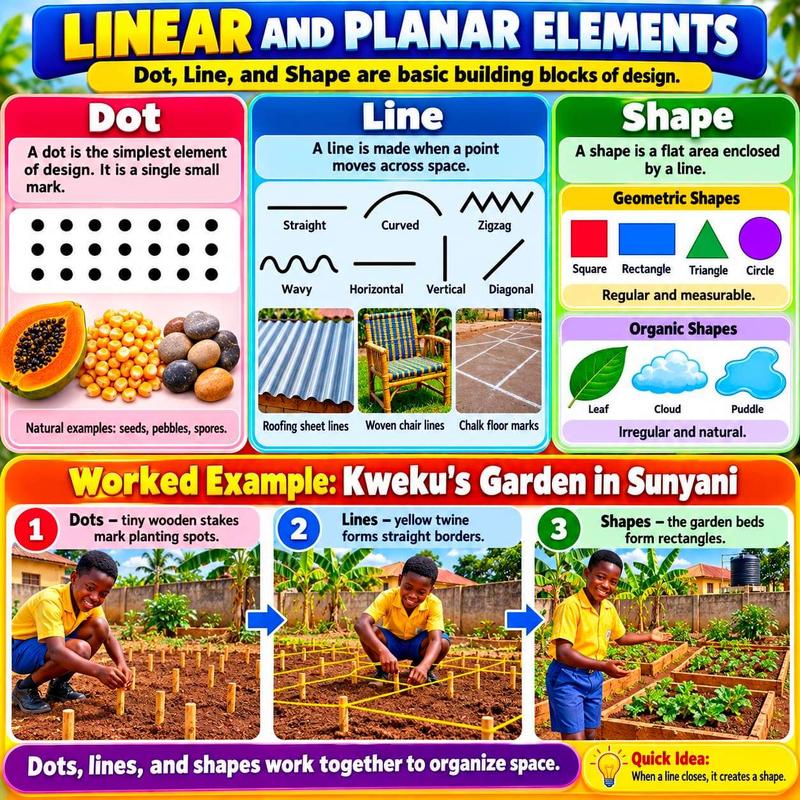 LINEAR AND PLANAR ELEMENTS
Dot, Line, and Shape are basic building blocks of design.
Dot
A dot is the simplest element
of design. It is a single small
mark.
Natural examples: seeds, pebbles, spores.
Line
A line is made when a point
moves across space.
Straight
Curved
Zigzag
Wavy
Horizontal
Vertical
Diagonal
Roofing sheet lines
Woven chair lines
Chalk floor marks
Shape
A shape is a flat area enclosed
by a line.
Geometric Shapes
Square
Rectangle
Triangle
Circle
Regular and measurable.
Organic Shapes
Leaf
Cloud
Puddle
Irregular and natural.
Worked Example: Kweku's Garden in Sunyani
1
Dots – tiny wooden stakes
mark planting spots.
2
Lines – yellow twine
forms straight borders.
3
Shapes – the garden beds
form rectangles.
Dots, lines, and shapes work together to organize space.
Quick Idea:
When a line closes, it creates a shape.